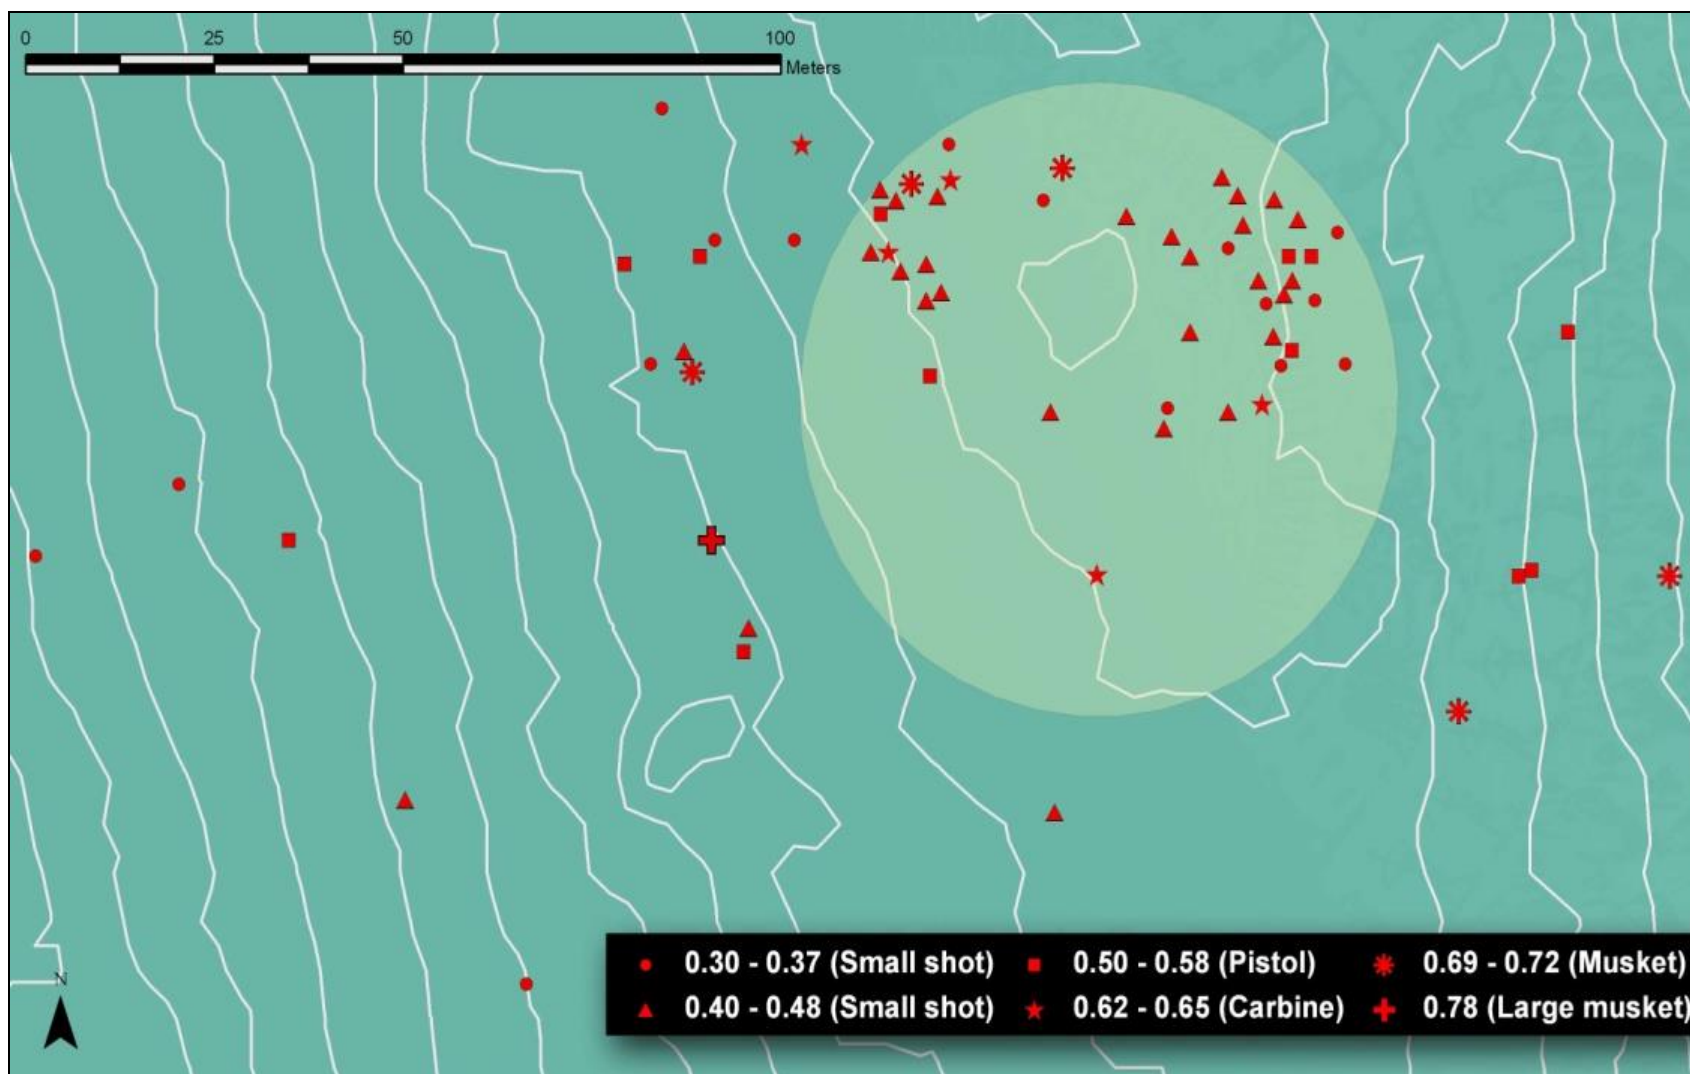 0 25 50 100
Meters
N
0.30 - 0.37 (Small shot) 0.50 - 0.58 (Pistol) 0.69 - 0.72 (Musket)
0.40 - 0.48 (Small shot) 0.62 - 0.65 (Carbine) 0.78 (Large musket)